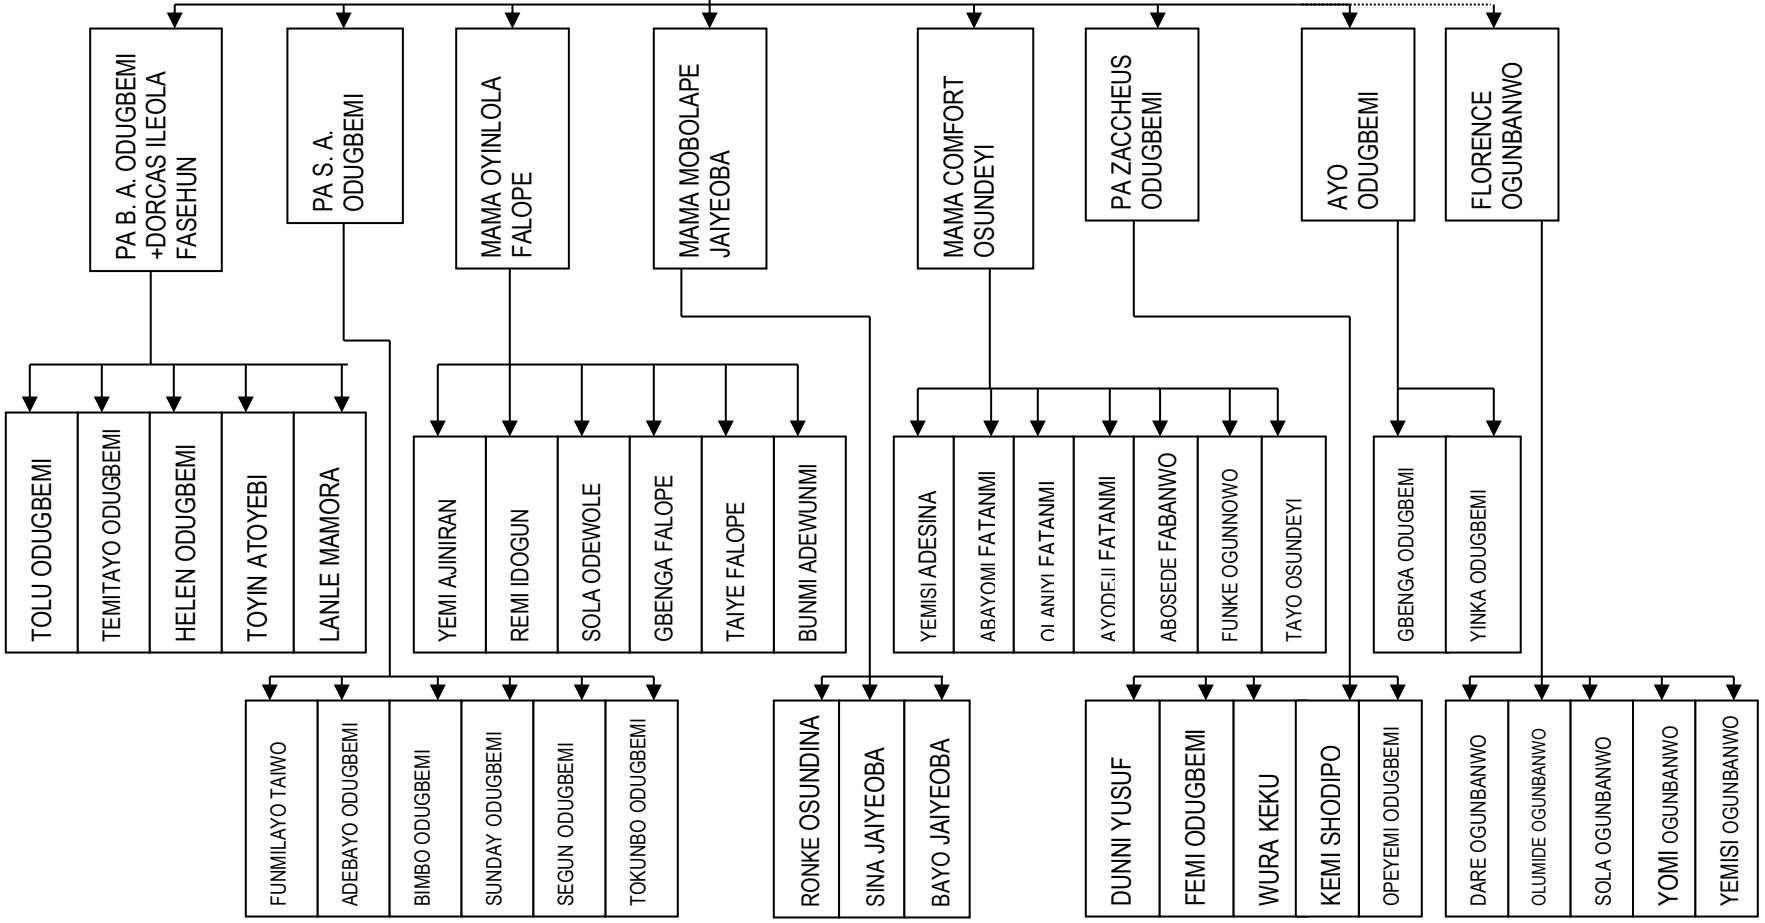 PA B. A. ODUGBEMI
+DORCAS ILEOLA
FASEHUN
PA S. A.
ODUGBEMI
MAMA OYINLOLA
FALOPE
MAMA MOBOLAPE
JAIYEOBA
MAMA COMFORT
OSUNDEYI
PA ZACCHEUS
ODUGBEMI
AYO
ODUGBEMI
FLORENCE
OGUNBANWO
TOLU ODUGBEMI
TEMITAYO ODUGBEMI
HELEN ODUGBEMI
TOYIN ATOYEBI
LANLE MAMORA
YEMI AJINIRAN
REMI IDOGUN
SOLA ODEWOLE
GBENGA FALOPE
TAIYE FALOPE
BUNMI ADEWUNMI
YEMISI ADESINA
ABAYOMI FATANMI
OLANIYI FATANMI
AYODEJI FATANMI
ABOSEDE FABANWO
FUNKE OGUNNOWO
TAYO OSUNDEYI
GBENGA ODUGBEMI
YINKA ODUGBEMI
FUNMILAYO TAIWO
ADEBAYO ODUGBEMI
BIMBO ODUGBEMI
SUNDAY ODUGBEMI
SEGUN ODUGBEMI
TOKUNBO ODUGBEMI
RONKE OSUNDINA
SINA JAIYEOBA
BAYO JAIYEOBA
DUNNI YUSUF
FEMI ODUGBEMI
WURA KEKU
KEMI SHODIPO
OPEYEMI ODUGBEMI
DARE OGUNBANWO
OLUMIDE OGUNBANWO
SOLA OGUNBANWO
YOMI OGUNBANWO
YEMISI OGUNBANWO